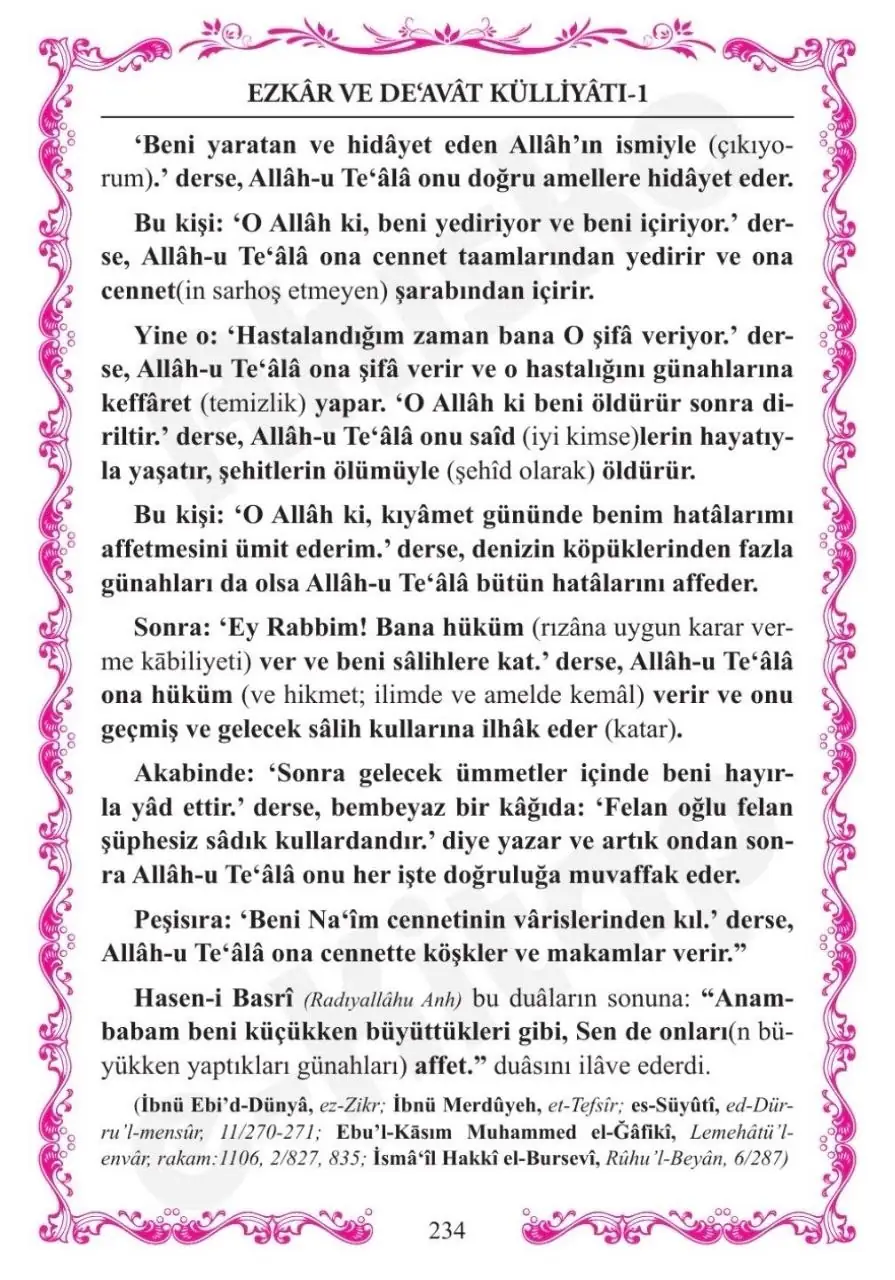 EZKÂR VE DE‘AVÂT KÜLLİYÂTI-1
‘Beni yaratan ve hidâyet eden Allâh’ın ismiyle (çıkıyo-
rum).’ derse, Allâh-u Te‘âlâ onu doğru amellere hidâyet eder.
Bu kişi: ‘O Allâh ki, beni yediriyor ve beni içiriyor.’ der-
se, Allâh-u Te‘âlâ ona cennet taamlarından yedirir ve ona
cennet(in sarhoş etmeyen) şarabından içirir.
Yine o: ‘Hastalandığım zaman bana O şifâ veriyor.’ der-
se, Allâh-u Te‘âlâ ona şifâ verir ve o hastalığını günahlarına
keffâret (temizlik) yapar. ‘O Allâh ki beni öldürür sonra di-
riltir.’ derse, Allâh-u Te‘âlâ onu saîd (iyi kimse)lerin hayatıy-
la yaşatır, şehitlerin ölümüyle (şehîd olarak) öldürür.
Bu kişi: ‘O Allâh ki, kıyâmet gününde benim hatâlarımı
affetmesini ümit ederim.’ derse, denizin köpüklerinden fazla
günahları da olsa Allâh-u Te‘âlâ bütün hatâlarını affeder.
Sonra: ‘Ey Rabbim! Bana hüküm (rızâna uygun karar ver-
me kābiliyeti) ver ve beni sâlihlere kat.’ derse, Allâh-u Te‘âlâ
ona hüküm (ve hikmet; ilimde ve amelde kemâl) verir ve onu
geçmiş ve gelecek sâlih kullarına ilhâk eder (katar).
Akabinde: ‘Sonra gelecek ümmetler içinde beni hayır-
la yâd ettir.’ derse, bembeyaz bir kâğıda: ‘Felan oğlu felan
şüphesiz sâdık kullardandır.’ diye yazar ve artık ondan son-
ra Allâh-u Te‘âlâ onu her işte doğruluğa muvaffak eder.
Peşisıra: ‘Beni Na‘îm cennetinin vârislerinden kıl.’ derse,
Allâh-u Te‘âlâ ona cennette köşkler ve makamlar verir.”
Hasen-i Basrî (Radıyallâhu Anh) bu duâların sonuna: “Anam-
babam beni küçükken büyüttükleri gibi, Sen de onları(n bü-
yükken yaptıkları günahları) affet.” duâsını ilâve ederdi.
(İbnü Ebi’d-Dünyâ, ez-Zikr; İbnü Merdûyeh, et-Tefsîr; es-Süyûtî, ed-Dür-
ru’l-mensûr, 11/270-271; Ebu’l-Kāsım Muhammed el-Ğâfikî, Lemehâtü’l-
envâr, rakam:1106, 2/827, 835; İsmâ‘îl Hakkî el-Bursevî, Rûhu’l-Beyân, 6/287)
234